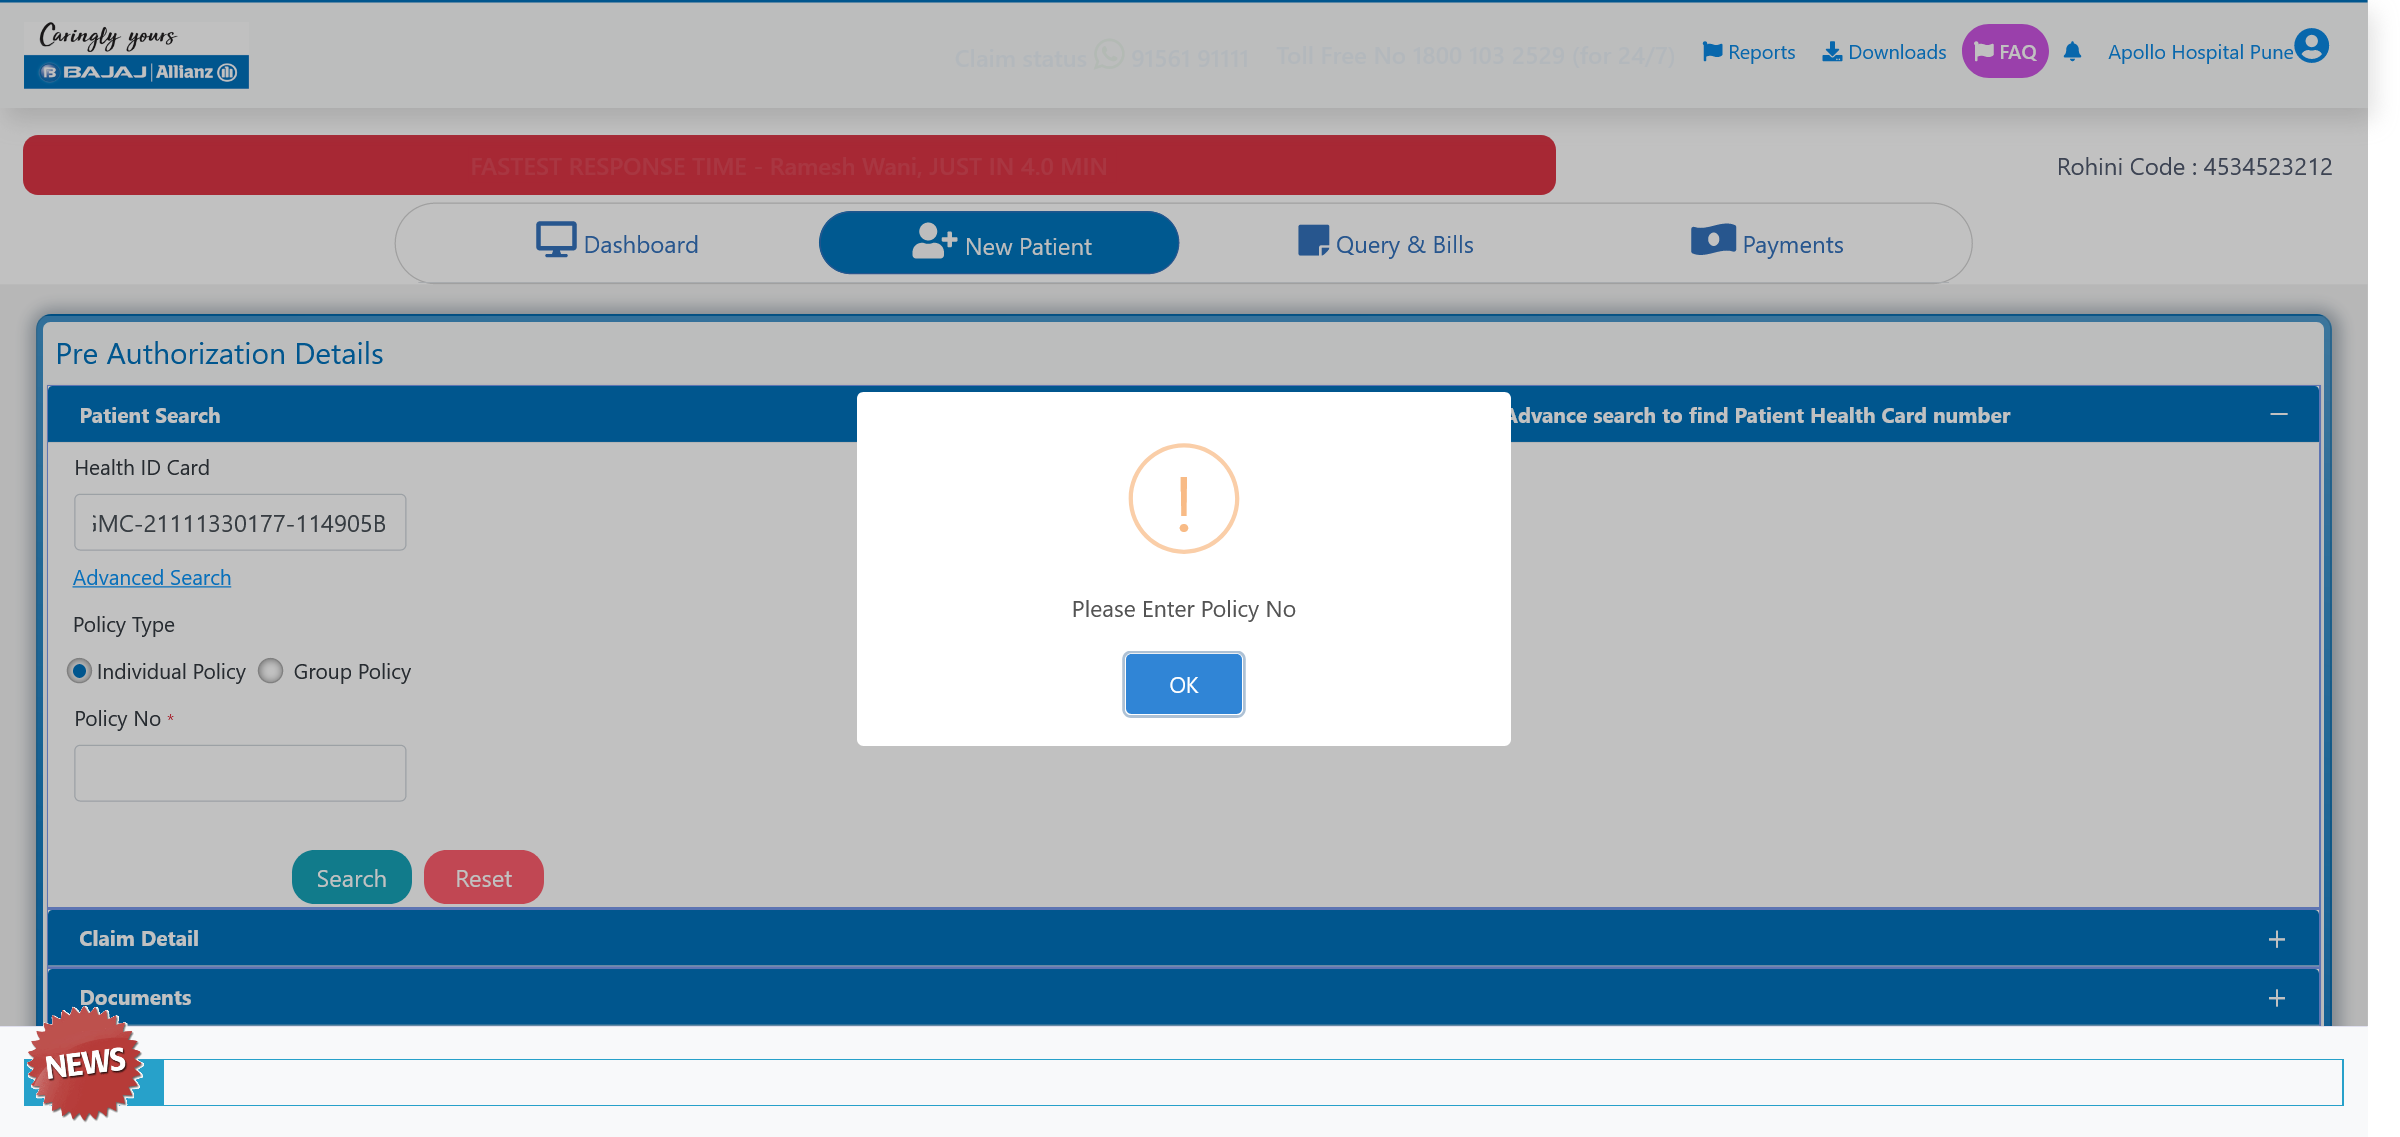 Caringly yours
BAJAJ | Allianz
Claim status 91561 91111
Toll Free No 1800 103 2529 (for 24/7)
Reports
Downloads
FAQ
Apollo Hospital Pune
FASTEST RESPONSE TIME - Ramesh Wani, JUST IN 4.0 MIN
Rohini Code : 4534523212
Dashboard
New Patient
Query & Bills
Payments
Pre Authorization Details
Patient Search
Advance search to find Patient Health Card number
Health ID Card
GMC-21111330177-114905B
Advanced Search
Policy Type
Individual Policy
Group Policy
Policy No *
Search
Reset
Please Enter Policy No
OK
Claim Detail
Documents
NEWS